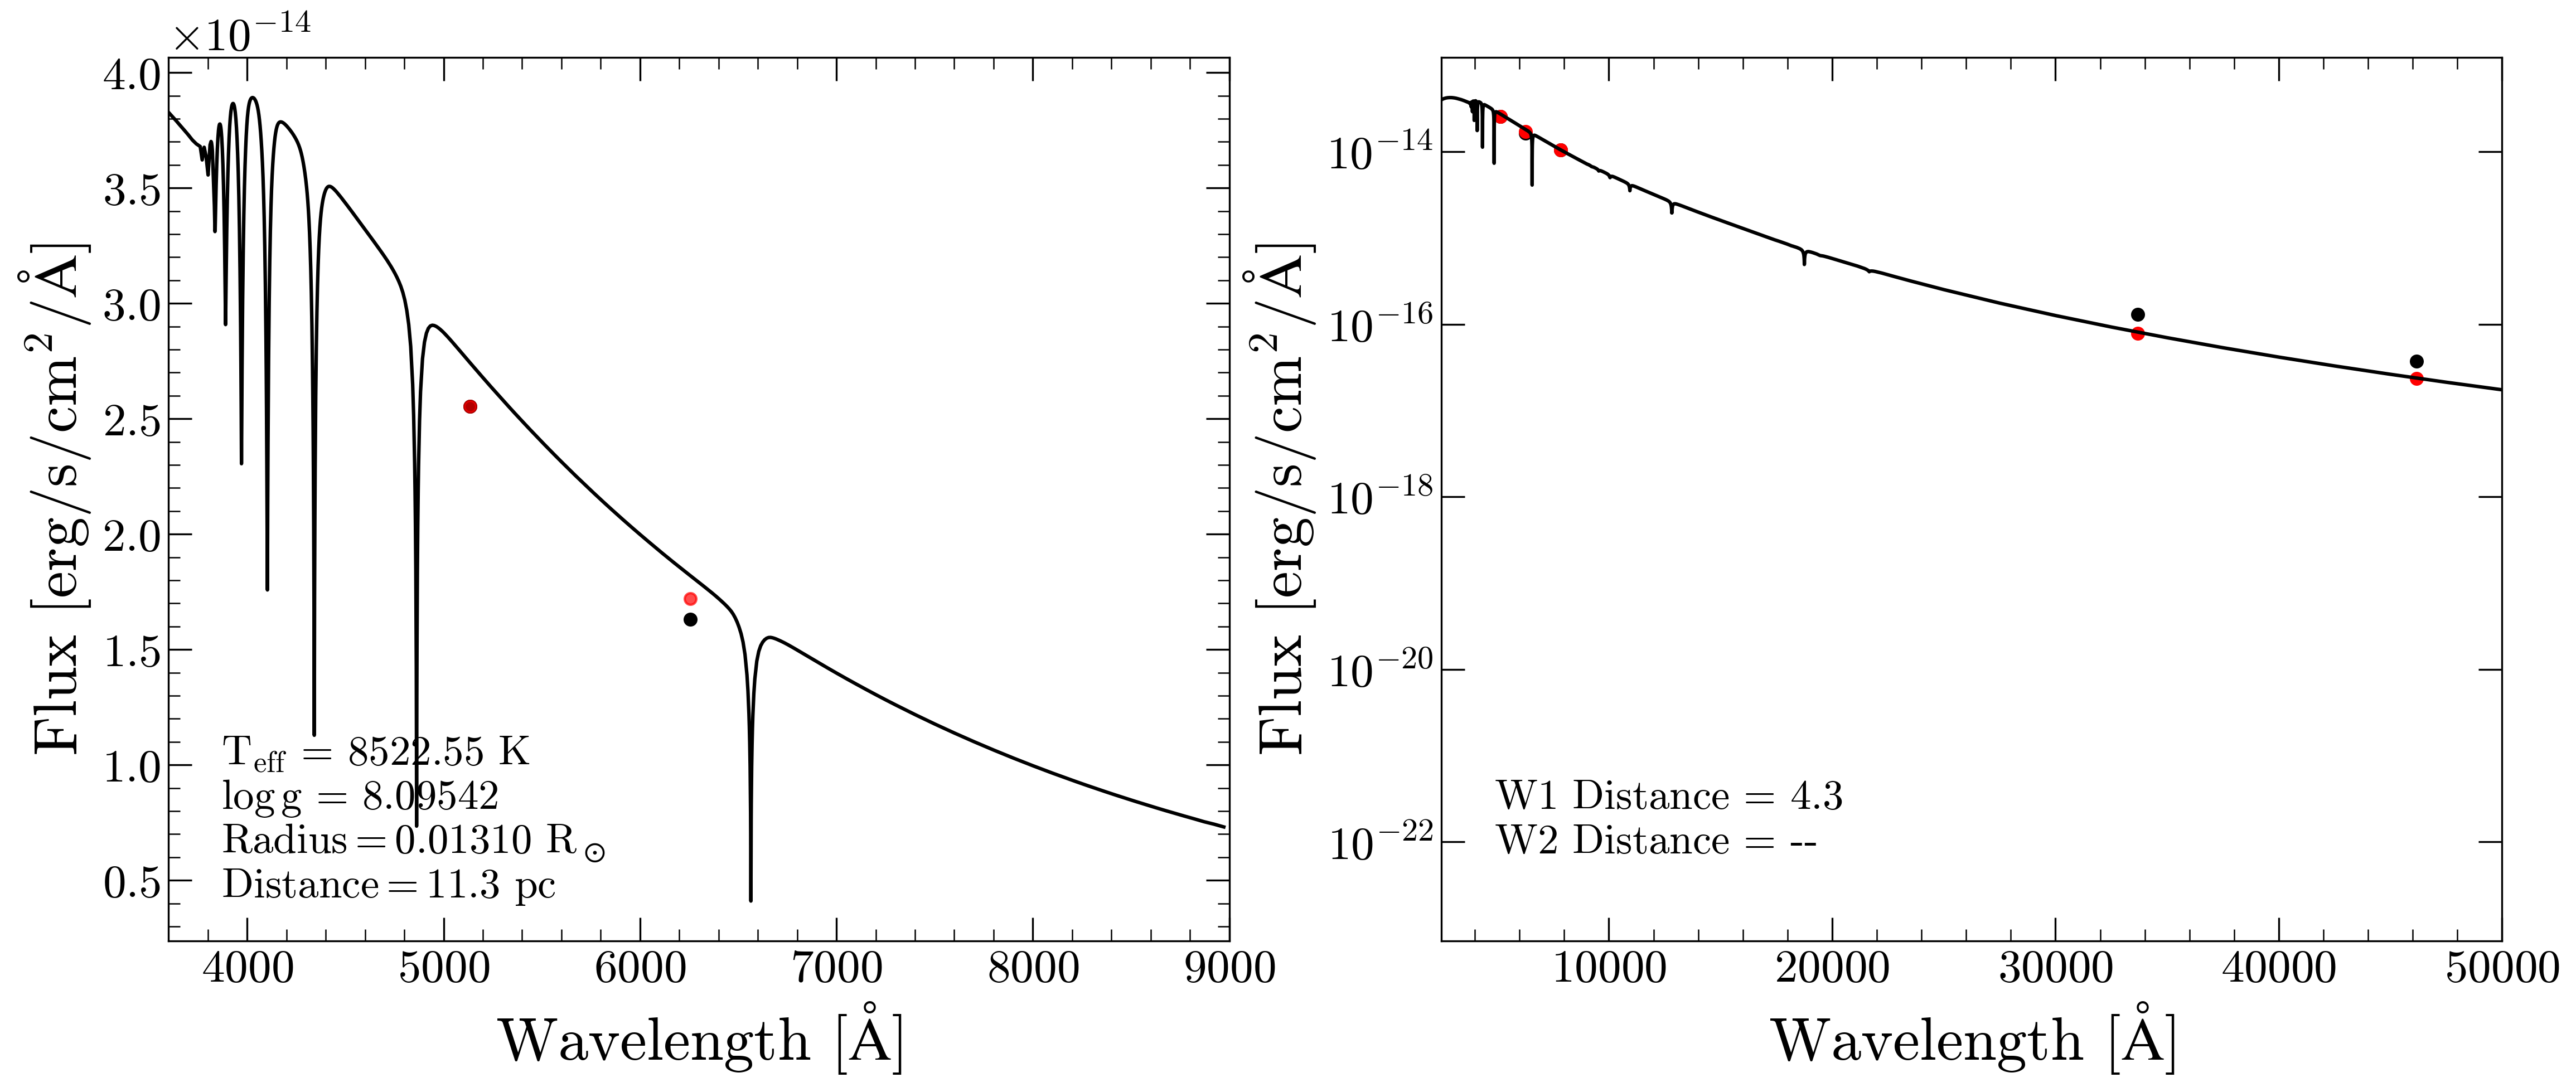 ×10⁻¹⁴
4.0
3.5
3.0
2.5
2.0
1.5
1.0
0.5
Flux [erg/s/cm²/Å]
T_eff = 8522.55 K
log g = 8.09542
Radius = 0.01310 R_⊙
Distance = 11.3 pc
4000 5000 6000 7000 8000 9000
Wavelength [Å]
10⁻¹⁴
10⁻¹⁶
10⁻¹⁸
10⁻²⁰
10⁻²²
Flux [erg/s/cm²/Å]
W1 Distance = 4.3
W2 Distance = --
10000 20000 30000 40000 50000
Wavelength [Å]